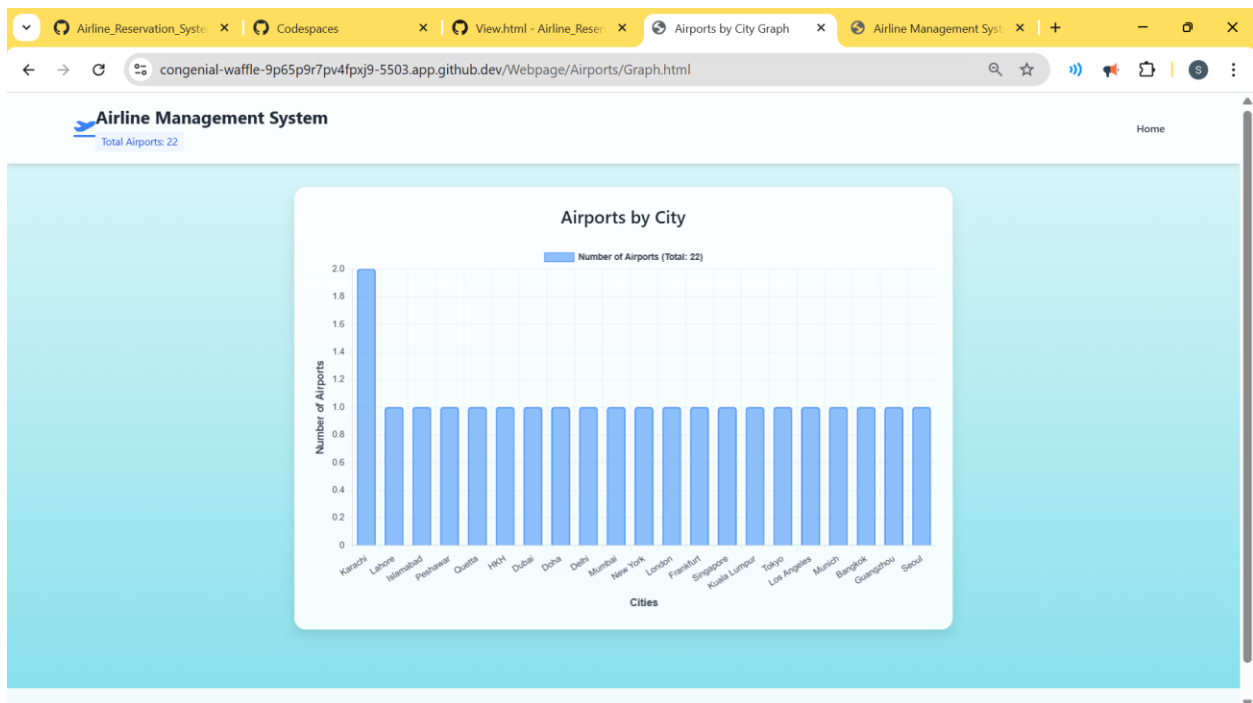 Airline_Reservation_Syste
Codespaces
View.html - Airline_Reser
Airports by City Graph
Airline Management Syst
congenial-waffle-9p65p9r7pv4fpxj9-5503.app.github.dev/Webpage/Airports/Graph.html
S
Airline Management System
Total Airports: 22
Home
Airports by City
Number of Airports (Total: 22)
Number of Airports
2.0
1.8
1.6
1.4
1.2
1.0
0.8
0.6
0.4
0.2
0
Karachi
Lahore
Islamabad
Peshawar
Quetta
HKH
Dubai
Doha
Delhi
Mumbai
New York
London
Frankfurt
Singapore
Kuala Lumpur
Tokyo
Los Angeles
Munich
Bangkok
Guangzhou
Seoul
Cities